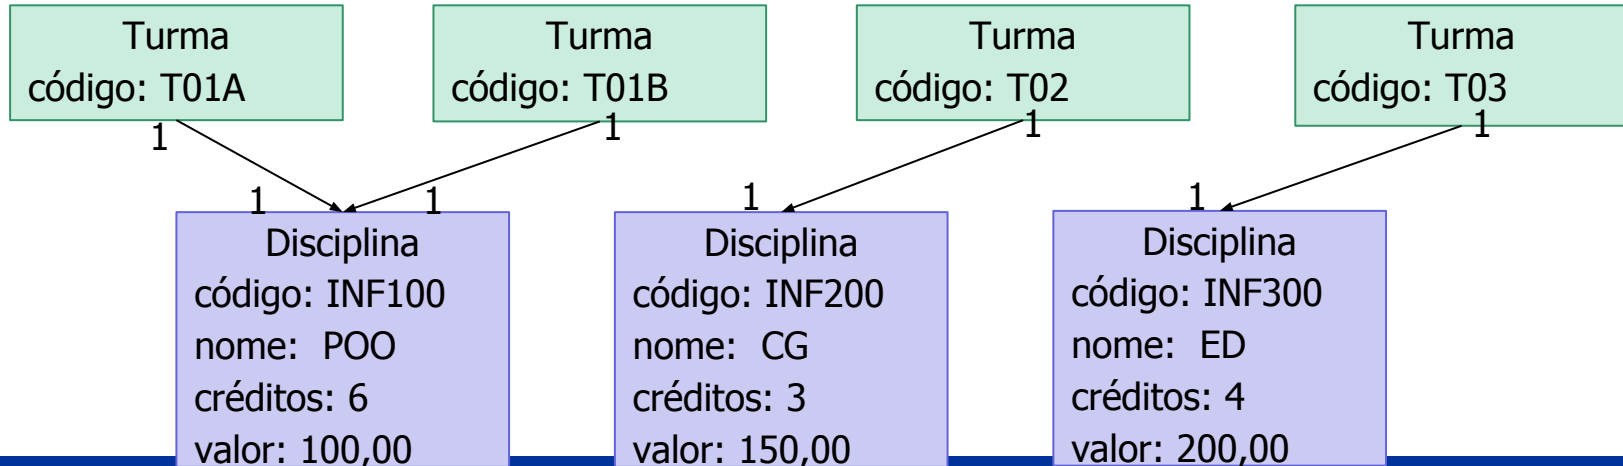 Turma
código: T01A
Turma
código: T01B
Turma
código: T02
Turma
código: T03
1
1
1
1
1
1
1
1
Disciplina
código: INF100
nome:  POO
créditos: 6
valor: 100,00
Disciplina
código: INF200
nome:  CG
créditos: 3
valor: 150,00
Disciplina
código: INF300
nome:  ED
créditos: 4
valor: 200,00